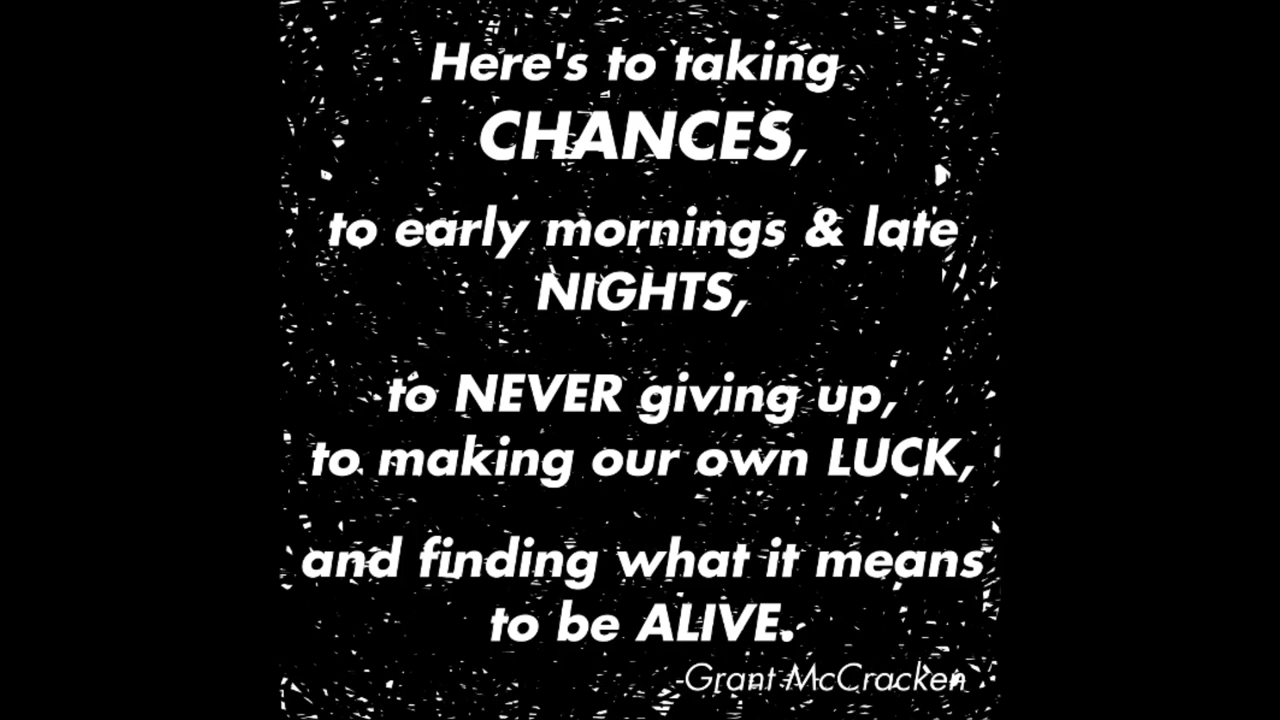 Here's to taking
CHANCES,
to early mornings & late
NIGHTS,
to NEVER giving up,
to making our own LUCK,
and finding what it means
to be ALIVE.
-Grant McCracken